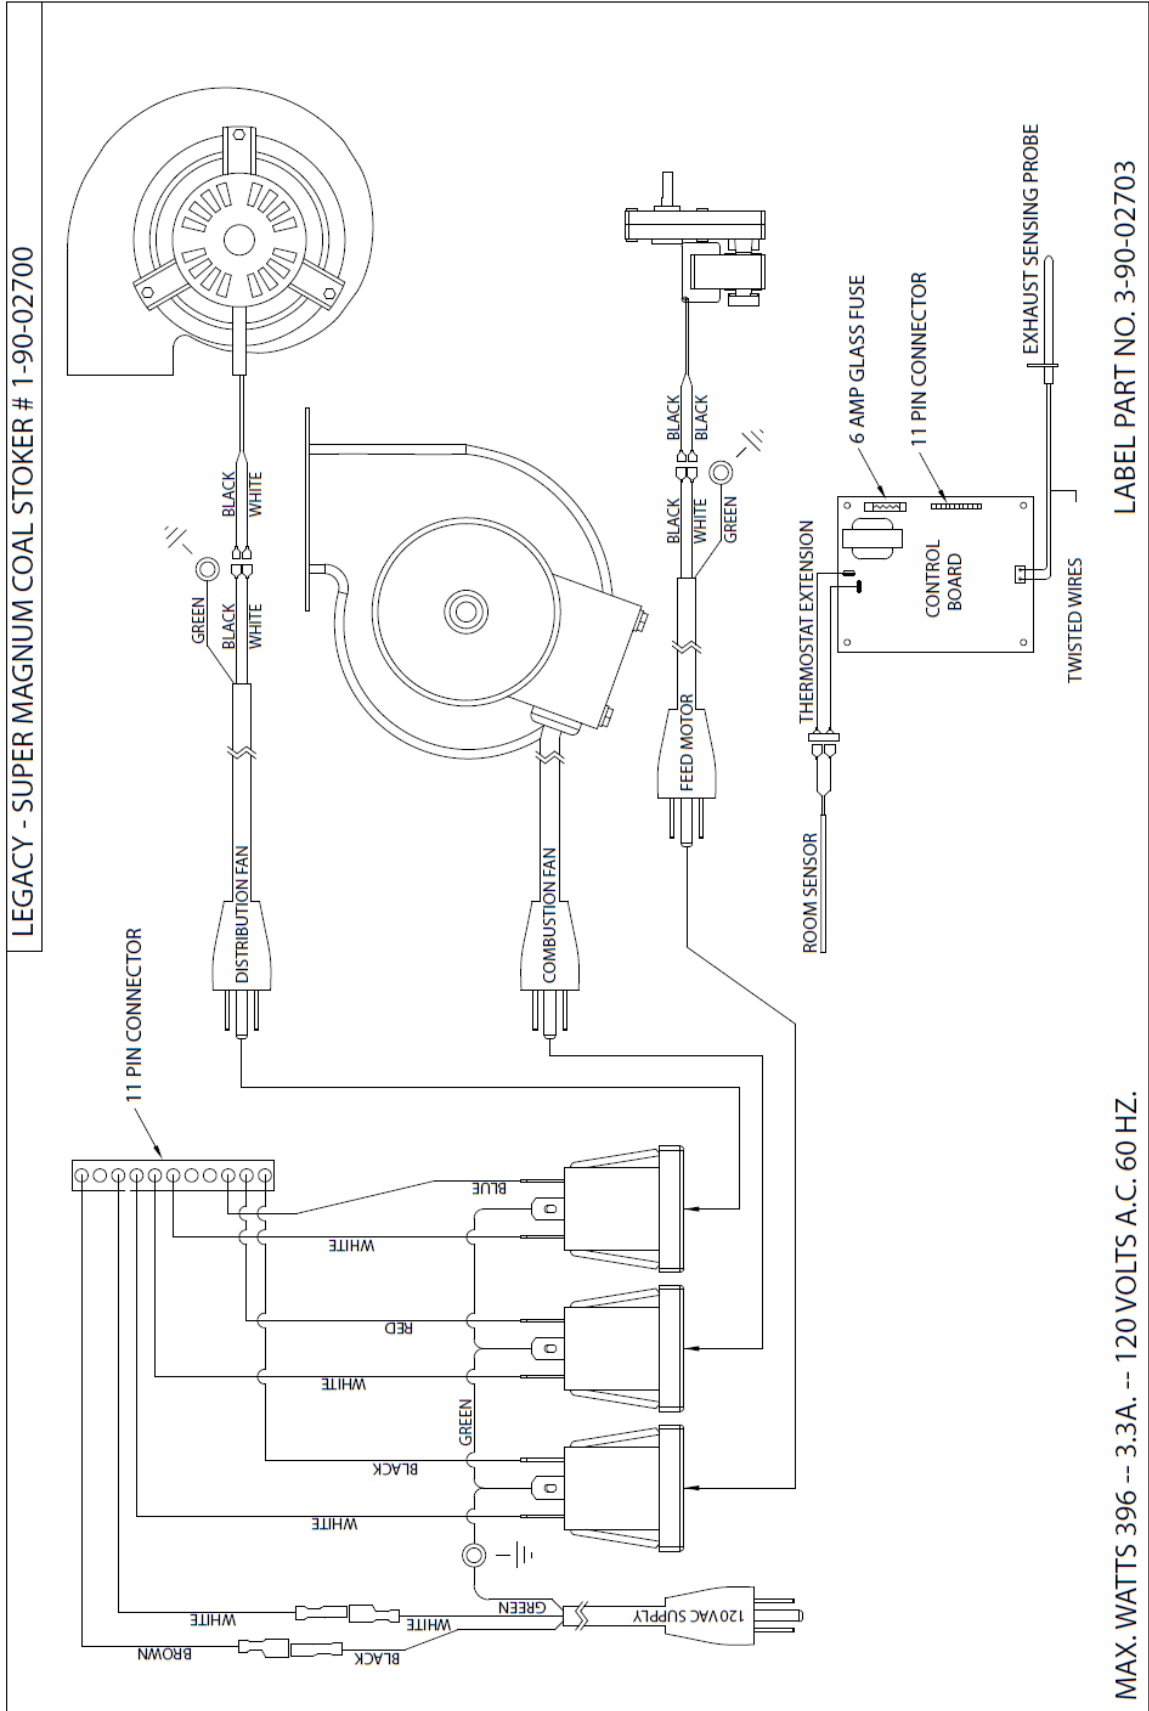 LEGACY - SUPER MAGNUM COAL STOKER # 1-90-02700
11 PIN CONNECTOR
DISTRIBUTION FAN
GREEN
BLACK
WHITE
BLACK
WHITE
COMBUSTION FAN
FEED MOTOR
BLACK
WHITE
GREEN
BLACK
BLACK
BROWN
BLACK
WHITE
WHITE
GREEN
120 VAC SUPPLY
WHITE
BLACK
GREEN
WHITE
RED
WHITE
BLUE
ROOM SENSOR
THERMOSTAT EXTENSION
6 AMP GLASS FUSE
11 PIN CONNECTOR
CONTROL
BOARD
TWISTED WIRES
EXHAUST SENSING PROBE
MAX. WATTS 396 -- 3.3A. -- 120 VOLTS A.C. 60 HZ.
LABEL PART NO. 3-90-02703